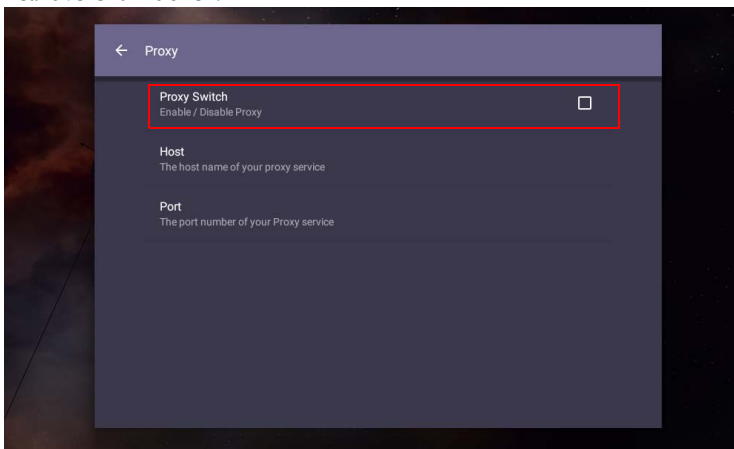 Proxy
Proxy Switch
Enable / Disable Proxy
Host
The host name of your proxy service
Port
The port number of your Proxy service